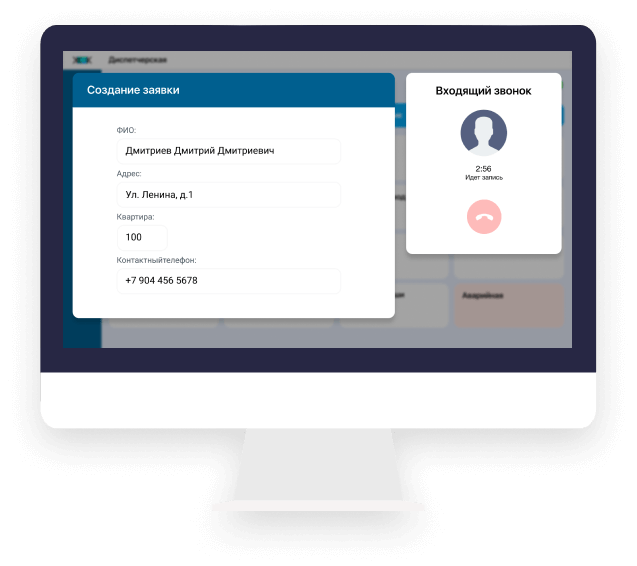 Диспетчерская
Создание заявки
ФИО:
Дмитриев Дмитрий Дмитриевич
Адрес:
Ул. Ленина, д.1
Квартира:
100
Контактныйтелефон:
+7 904 456 5678
Входящий звонок
2:56
Идет запись
Аварийная